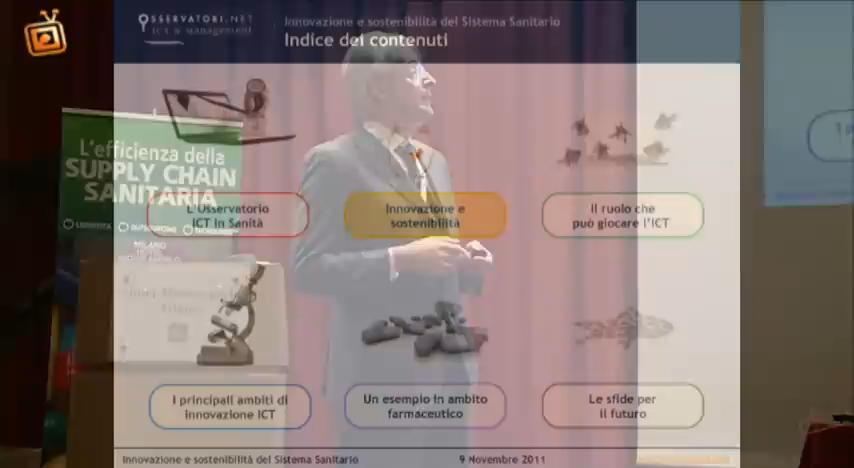 OSSERVATORI.NET
ICT & Management
Innovazione e sostenibilità del Sistema Sanitario
Indice dei contenuti
L'efficienza della
SUPPLY CHAIN
SANITARIA
MILANO
L'Osservatorio
ICT in Sanità
Innovazione e
sostenibilità
Il ruolo che
può giocare l'ICT
I principali ambiti di
innovazione ICT
Un esempio in ambito
farmaceutico
Le sfide per
il futuro
Innovazione e sostenibilità del Sistema Sanitario
9 Novembre 2011